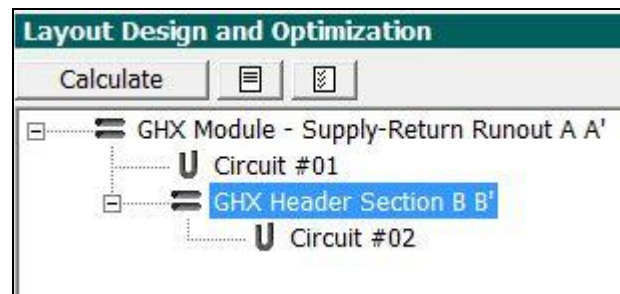 Layout Design and Optimization
Calculate
GHX Module - Supply-Return Runout A A'
Circuit #01
GHX Header Section B B'
Circuit #02